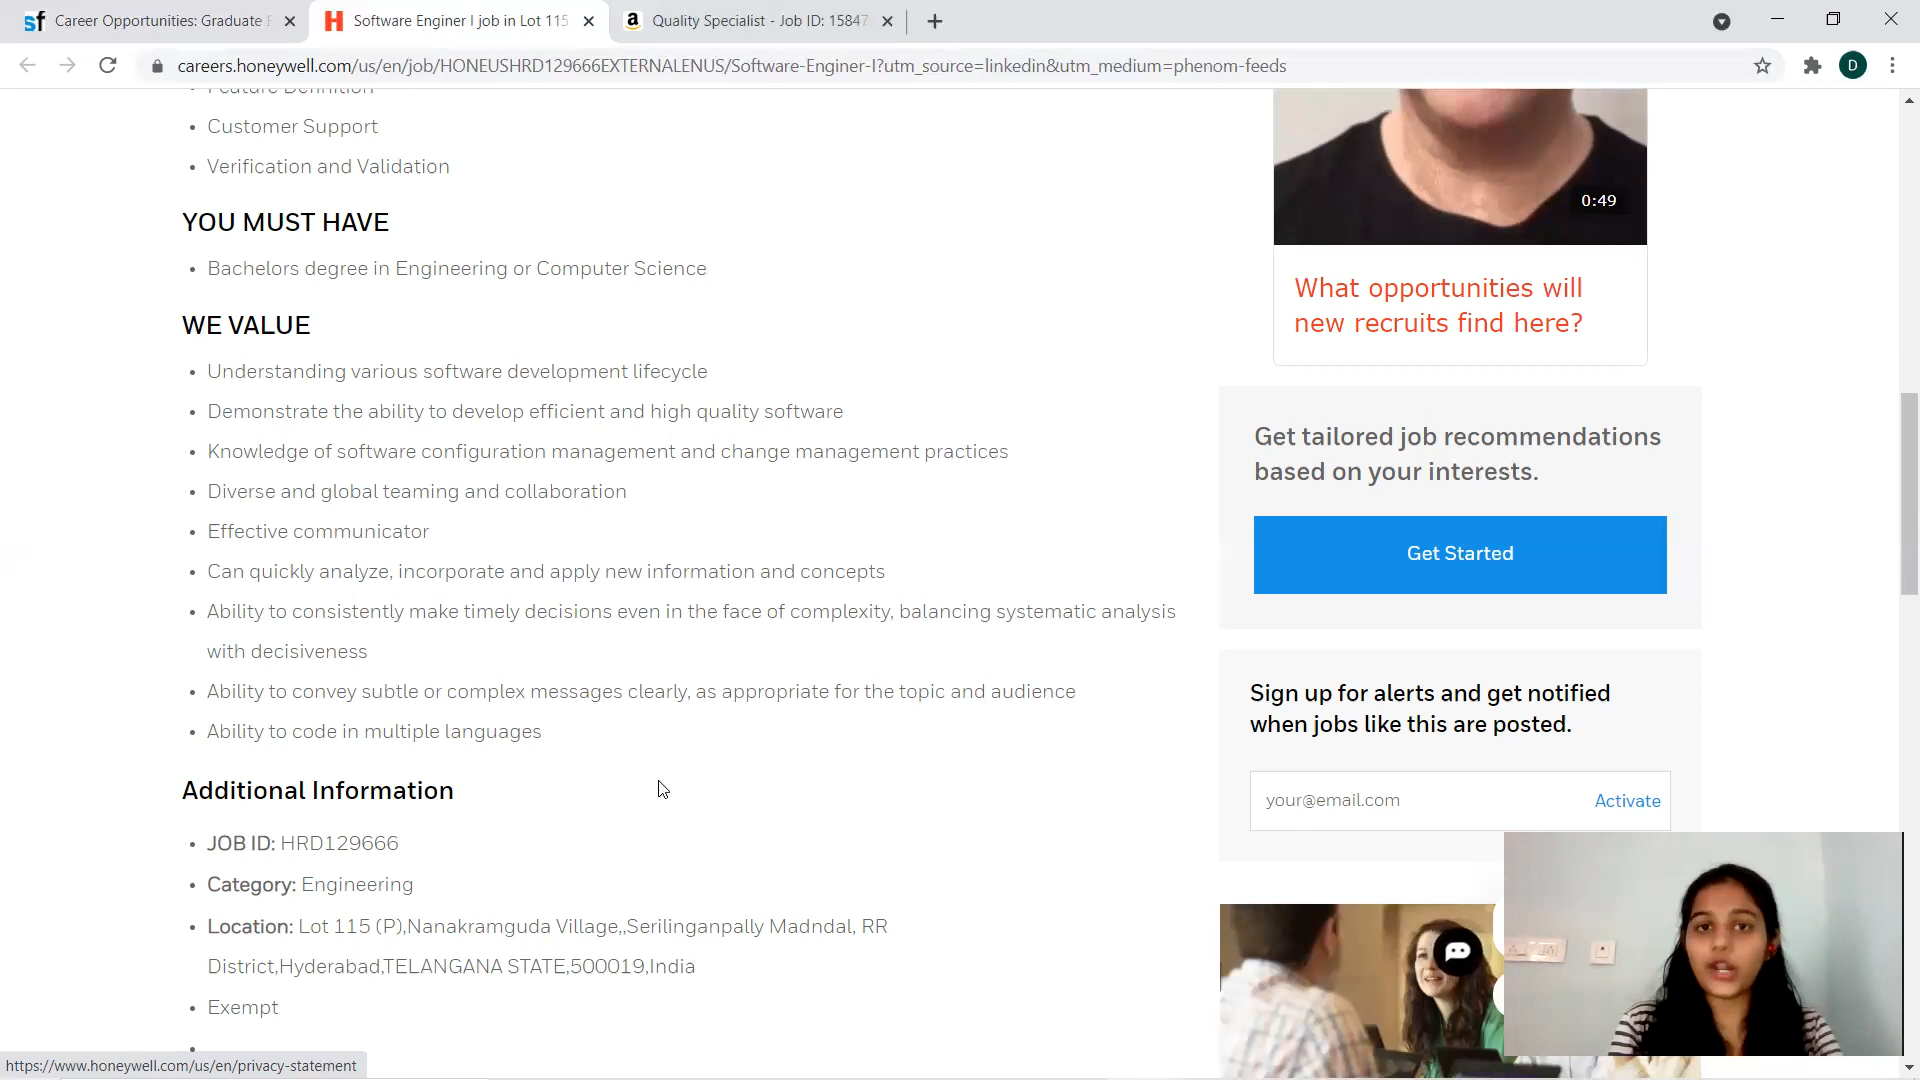 Career Opportunities: Graduate E
Software Enginer I job in Lot 115
Quality Specialist - Job ID: 15847
careers.honeywell.com/us/en/job/HONEUSHRD129666EXTERNALENUS/Software-Enginer-I?utm_source=linkedin&utm_medium=phenom-feeds
D
Feature Definition
Customer Support
Verification and Validation
YOU MUST HAVE
Bachelors degree in Engineering or Computer Science
WE VALUE
Understanding various software development lifecycle
Demonstrate the ability to develop efficient and high quality software
Knowledge of software configuration management and change management practices
Diverse and global teaming and collaboration
Effective communicator
Can quickly analyze, incorporate and apply new information and concepts
Ability to consistently make timely decisions even in the face of complexity, balancing systematic analysis
with decisiveness
Ability to convey subtle or complex messages clearly, as appropriate for the topic and audience
Ability to code in multiple languages
Additional Information
JOB ID: HRD129666
Category: Engineering
Location: Lot 115 (P),Nanakramguda Village,,Serilinganpally Madndal, RR
District,Hyderabad,TELANGANA STATE,500019,India
Exempt
0:49
What opportunities will
new recruits find here?
Get tailored job recommendations
based on your interests.
Get Started
Sign up for alerts and get notified
when jobs like this are posted.
your@email.com
Activate
https://www.honeywell.com/us/en/privacy-statement